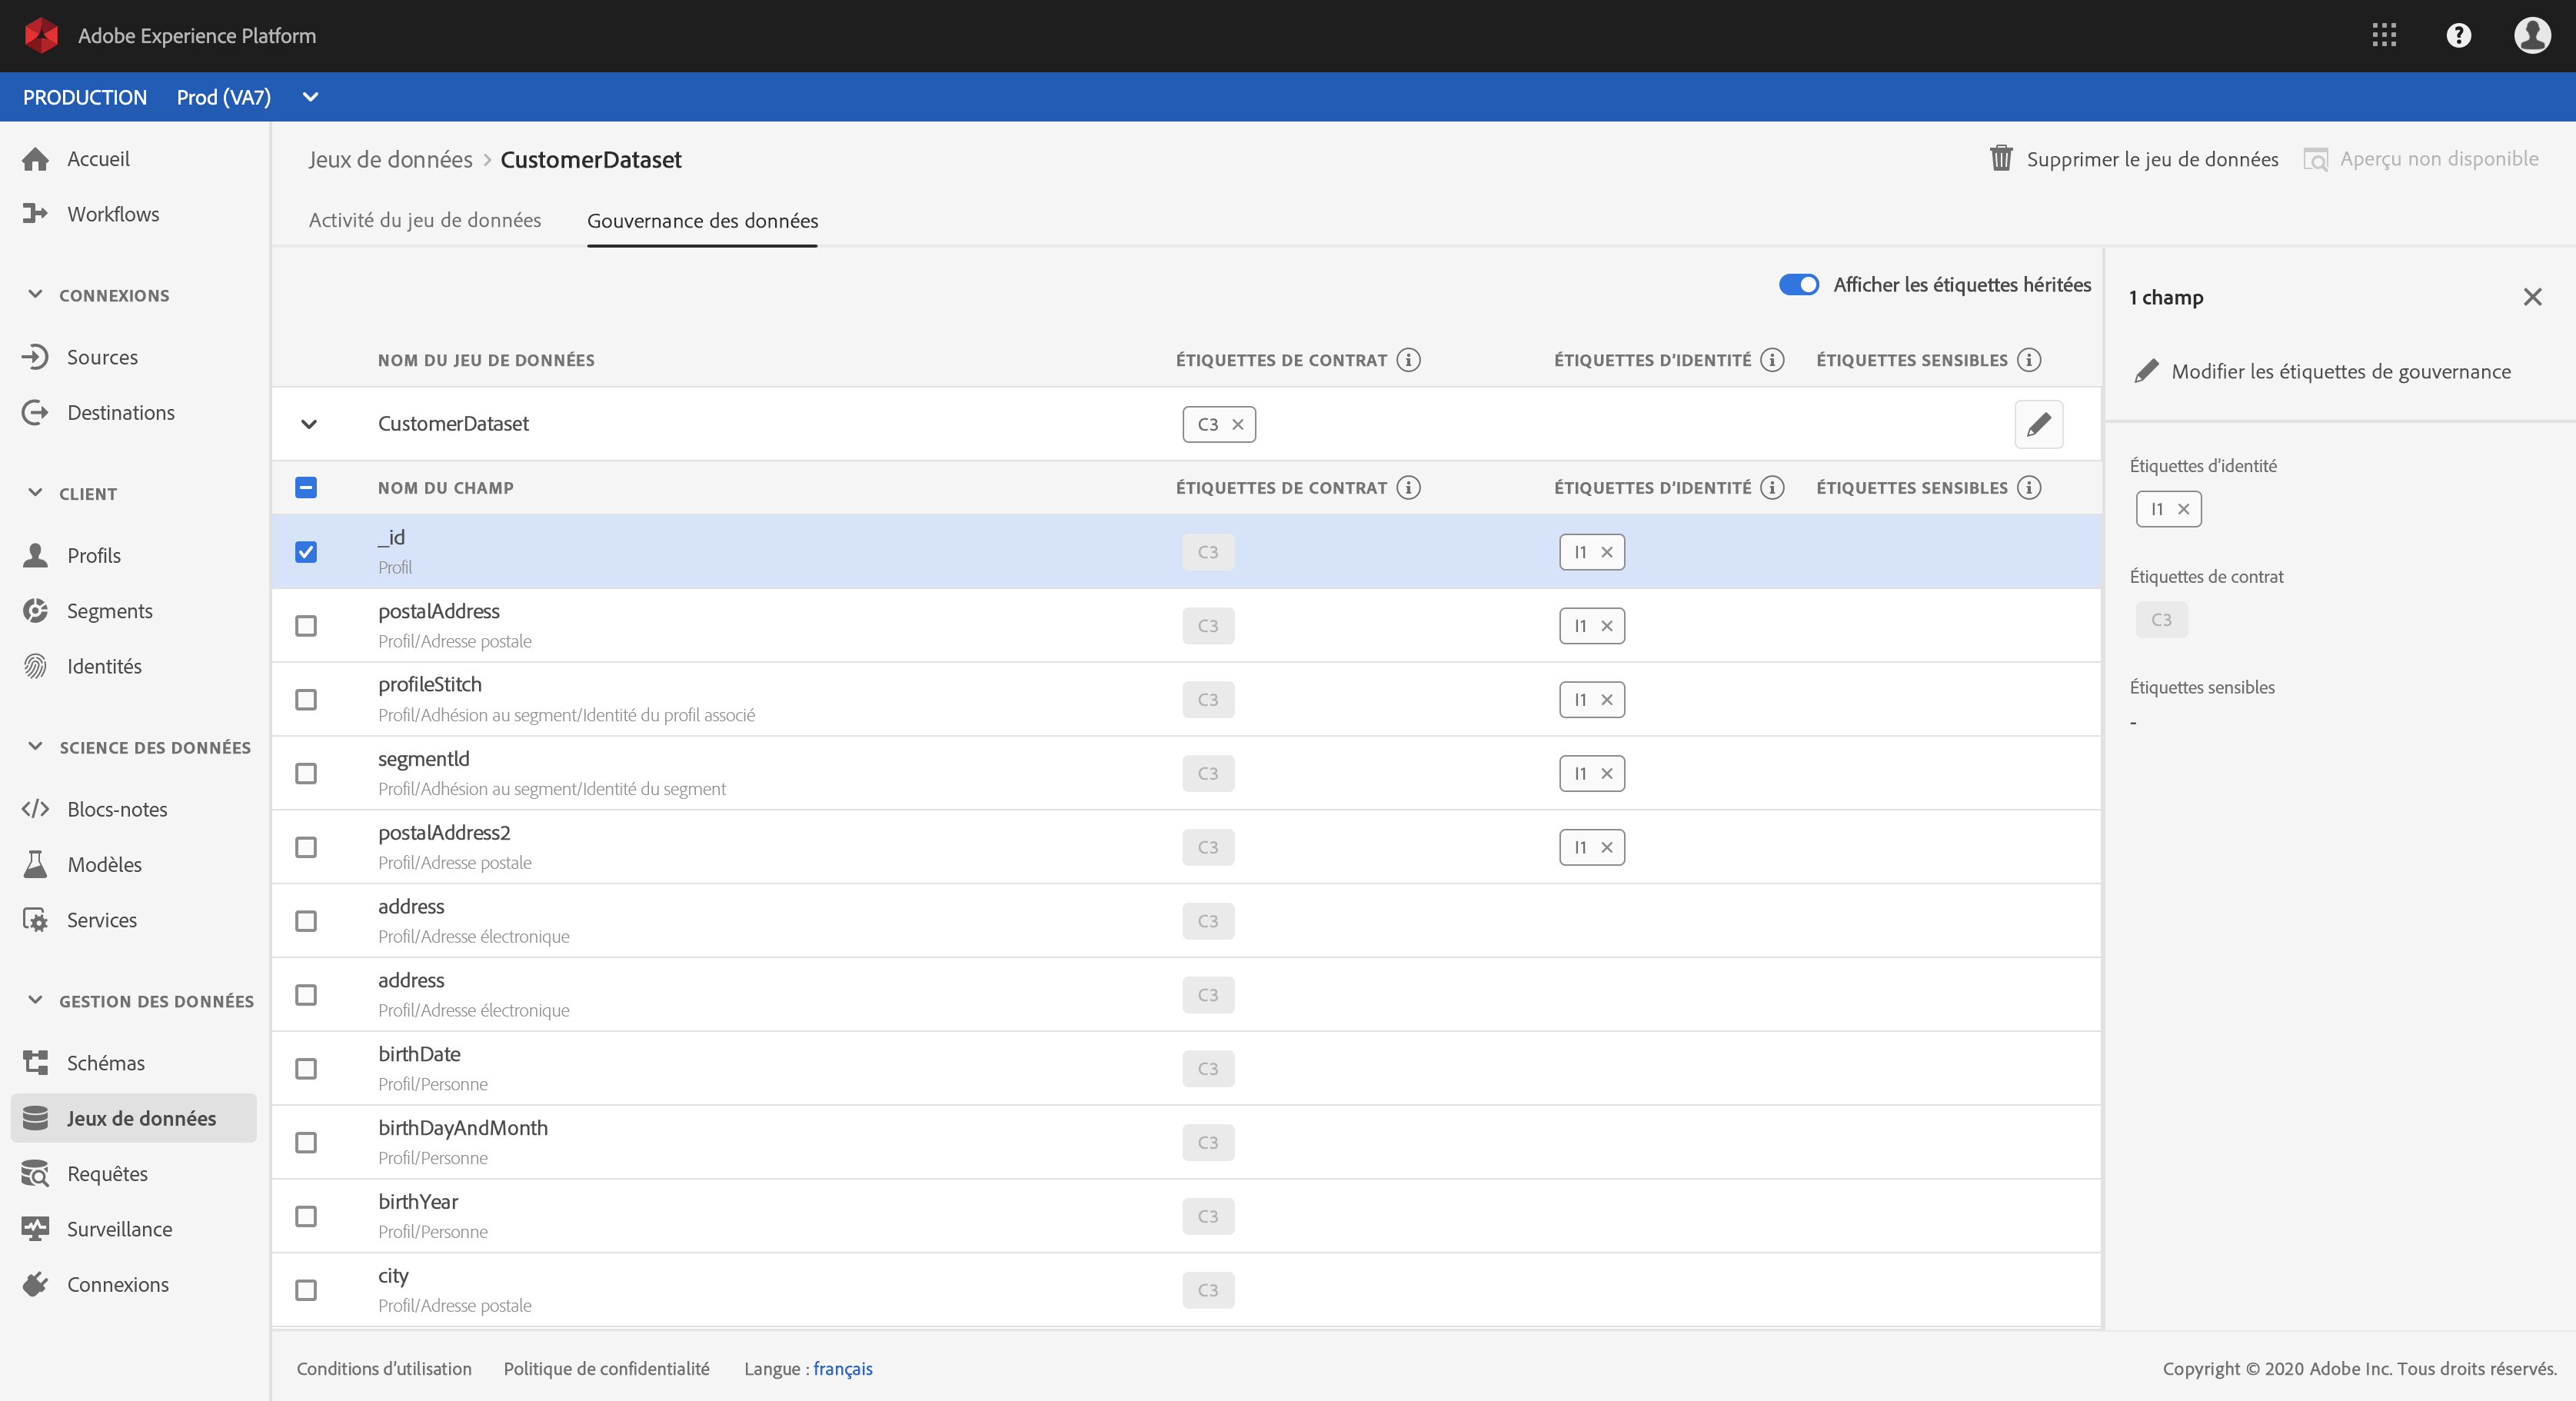 Adobe Experience Platform
PRODUCTION Prod (VA7)
Accueil
Workflows
CONNEXIONS
Sources
Destinations
CLIENT
Profils
Segments
Identités
SCIENCE DES DONNÉES
Blocs-notes
Modèles
Services
GESTION DES DONNÉES
Schémas
Jeux de données
Requêtes
Surveillance
Connexions
Jeux de données > CustomerDataset
Supprimer le jeu de données
Aperçu non disponible
Activité du jeu de données
Gouvernance des données
Afficher les étiquettes héritées
NOM DU JEU DE DONNÉES ÉTIQUETTES DE CONTRAT ÉTIQUETTES D’IDENTITÉ ÉTIQUETTES SENSIBLES
CustomerDataset C3
NOM DU CHAMP ÉTIQUETTES DE CONTRAT ÉTIQUETTES D’IDENTITÉ ÉTIQUETTES SENSIBLES
_id C3 I1
Profil
postalAddress C3 I1
Profil/Adresse postale
profileStitch C3 I1
Profil/Adhésion au segment/Identité du profil associé
segmentId C3 I1
Profil/Adhésion au segment/Identité du segment
postalAddress2 C3 I1
Profil/Adresse postale
address C3
Profil/Adresse électronique
address C3
Profil/Adresse électronique
birthDate C3
Profil/Personne
birthDayAndMonth C3
Profil/Personne
birthYear C3
Profil/Personne
city C3
Profil/Adresse postale
1 champ
Modifier les étiquettes de gouvernance
Étiquettes d’identité
I1
Étiquettes de contrat
C3
Étiquettes sensibles
-
Conditions d’utilisation Politique de confidentialité Langue : français
Copyright © 2020 Adobe Inc. Tous droits réservés.